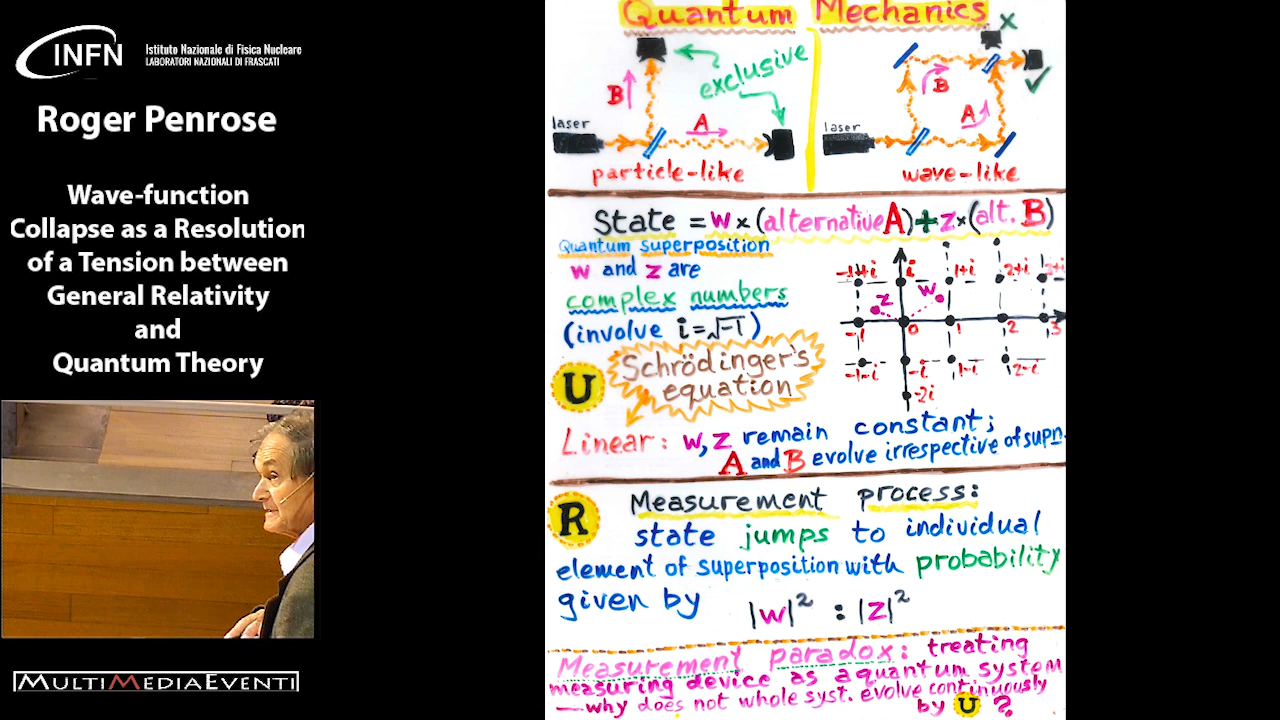 INFN
Istituto Nazionale di Fisica Nucleare
LABORATORI NAZIONALI DI FRASCATI
Roger Penrose
Wave-function
Collapse as a Resolution
of a Tension between
General Relativity
and
Quantum Theory
MULTIMEDIAEVENTI
Quantum Mechanics
exclusive
B
A
laser
particle-like
x
✓
B
A
laser
wave-like
State = w × (alternative A) + z × (alt. B)
Quantum superposition
w and z are
complex numbers
(involve i = √-1)
-1+i i 1+i 2+i 3+i
z w
-1 0 1 2 3
-1-i -i 1-i 2-i
-2i
U Schrödinger's
equation
Linear: w, z remain constant;
A and B evolve irrespective of supn.
R Measurement process:
state jumps to individual
element of superposition with probability
given by |w|² : |z|²
Measurement paradox: treating
measuring device as a quantum system
—why does not whole syst. evolve continuously
by U ?